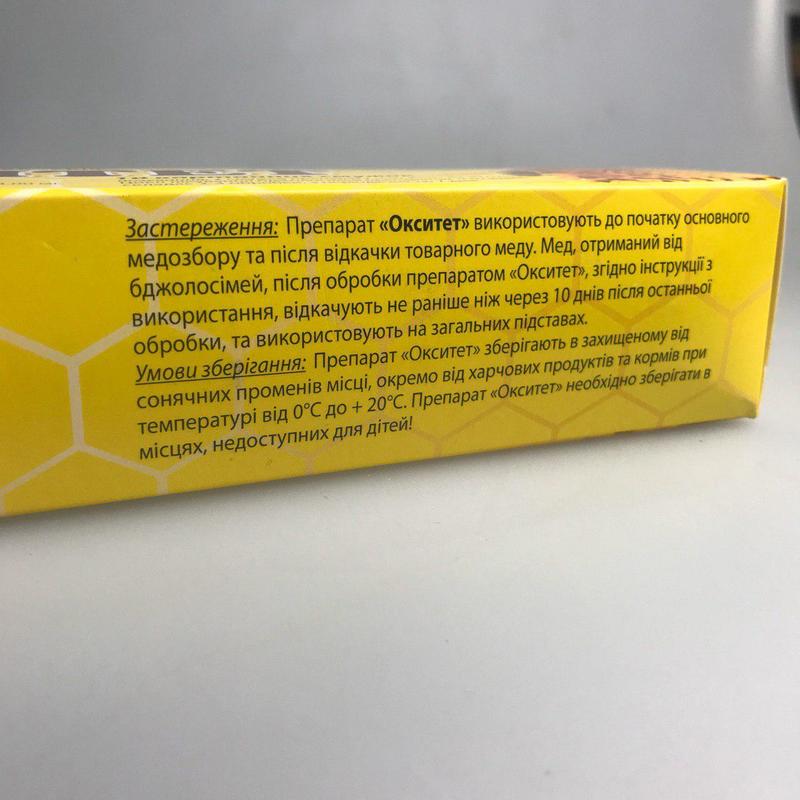 Застереження: Препарат «Окситет» використовують до початку основного
медозбору та після відкачки товарного меду. Мед, отриманий від
бджолосімей, після обробки препаратом «Окситет», згідно інструкції з
використання, відкачують не раніше ніж через 10 днів після останньої
обробки, та використовують на загальних підставах.
Умови зберігання: Препарат «Окситет» зберігають в захищеному від
сонячних променів місці, окремо від харчових продуктів та кормів при
температурі від 0°С до + 20°С. Препарат «Окситет» необхідно зберігати в
місцях, недоступних для дітей!